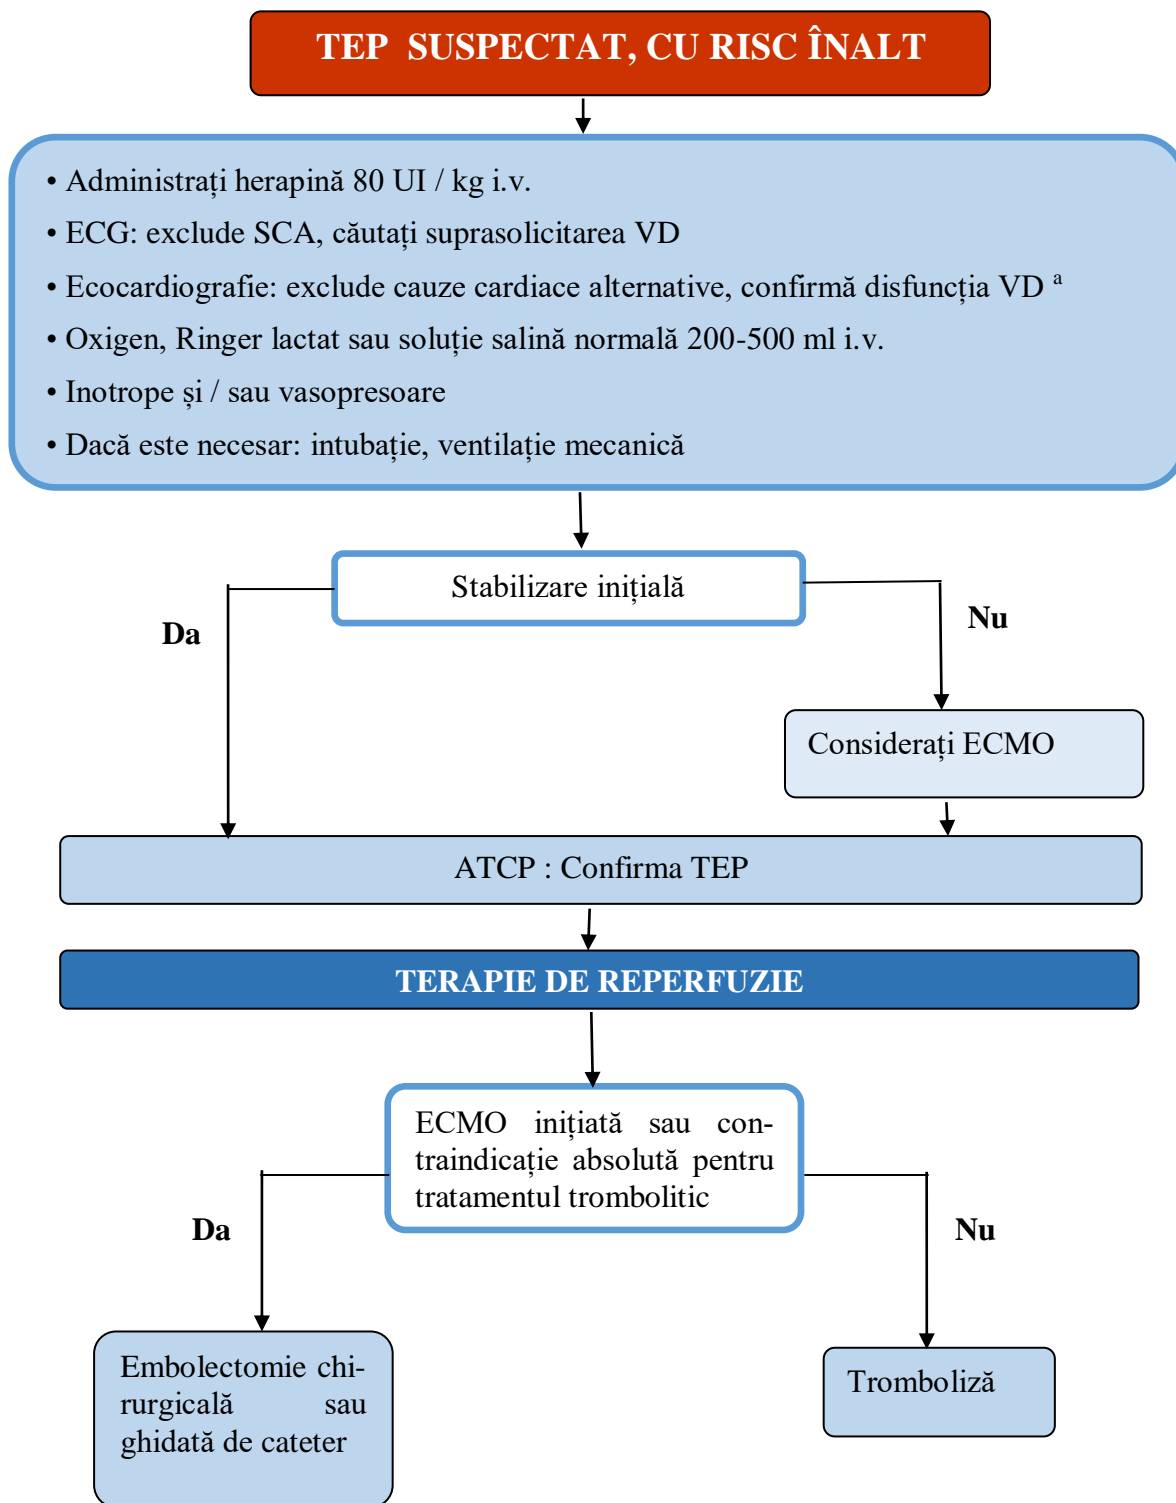 TEP SUSPECTAT, CU RISC ÎNALT
• Administrați herapină 80 UI / kg i.v.
• ECG: exclude SCA, căutați suprasolicitarea VD
• Ecocardiografie: exclude cauze cardiace alternative, confirmă disfuncția VD a
• Oxigen, Ringer lactat sau soluție salină normală 200-500 ml i.v.
• Inotrope și / sau vasopresoare
• Dacă este necesar: intubație, ventilație mecanică
Stabilizare inițială
Da
Nu
Considerați ECMO
ATCP : Confirma TEP
TERAPIE DE REPERFUZIE
ECMO inițiată sau con-
traindicație absolută pentru
tratamentul trombolitic
Da
Nu
Embolectomie chi-
rurgicală sau
ghidată de cateter
Tromboliză